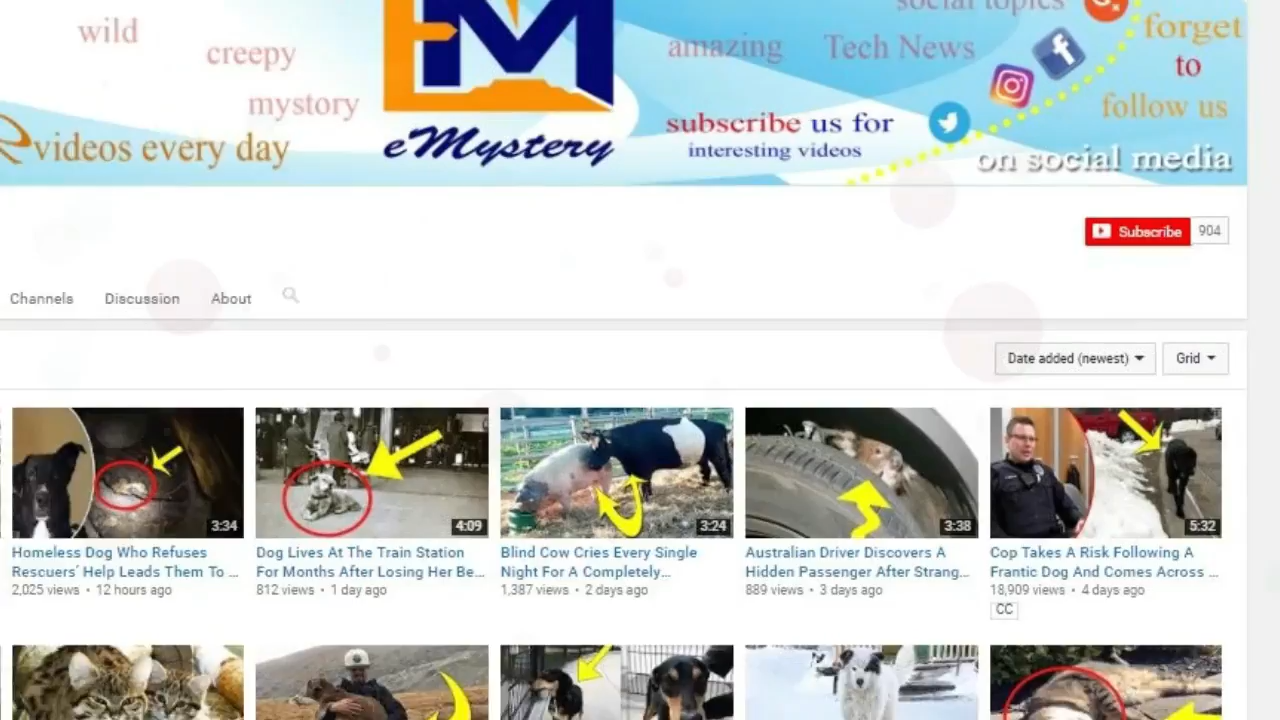 social topics
wild
creepy
mystory
videos every day
EM
eMystery
amazing
Tech News
subscribe us for
interesting videos
forget
to
follow us
on social media
Subscribe 904
Channels
Discussion
About
Date added (newest)
Grid
3:34
4:09
3:24
3:38
5:32
Homeless Dog Who Refuses
Rescuers' Help Leads Them To ...
2,025 views • 12 hours ago
Dog Lives At The Train Station
For Months After Losing Her Be...
812 views • 1 day ago
Blind Cow Cries Every Single
Night For A Completely...
1,387 views • 2 days ago
Australian Driver Discovers A
Hidden Passenger After Strang...
889 views • 3 days ago
Cop Takes A Risk Following A
Frantic Dog And Comes Across ...
18,909 views • 4 days ago
CC